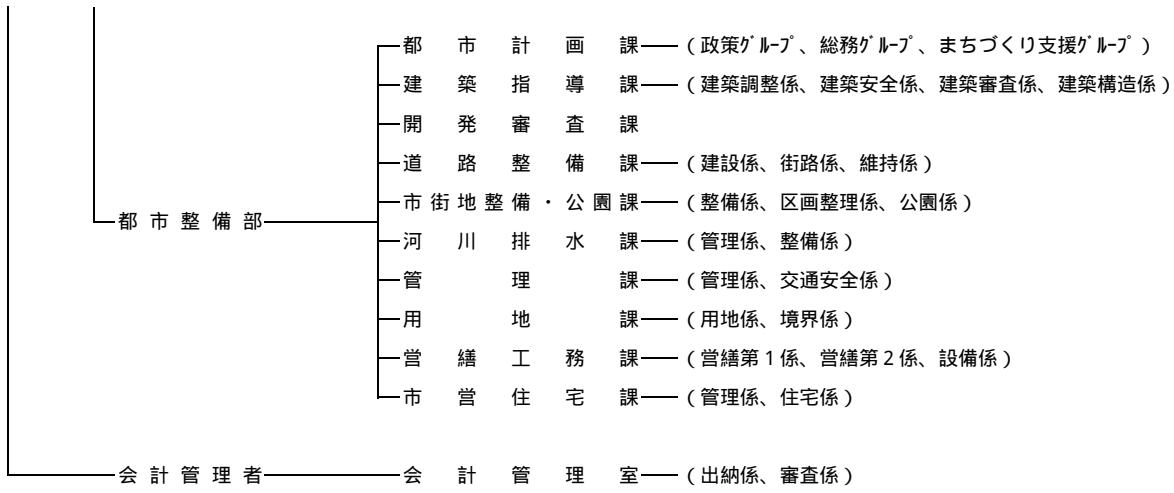 都市計画課（政策ｸﾞﾙｰﾌﾟ、総務ｸﾞﾙｰﾌﾟ、まちづくり支援ｸﾞﾙｰﾌﾟ）
建築指導課（建築調整係、建築安全係、建築審査係、建築構造係）
開発審査課
道路整備課（建設係、街路係、維持係）
市街地整備・公園課（整備係、区画整理係、公園係）
都市整備部
河川排水課（管理係、整備係）
管理課（管理係、交通安全係）
用地課（用地係、境界係）
営繕工務課（営繕第１係、営繕第２係、設備係）
市営住宅課（管理係、住宅係）
会計管理者 会計管理室（出納係、審査係）